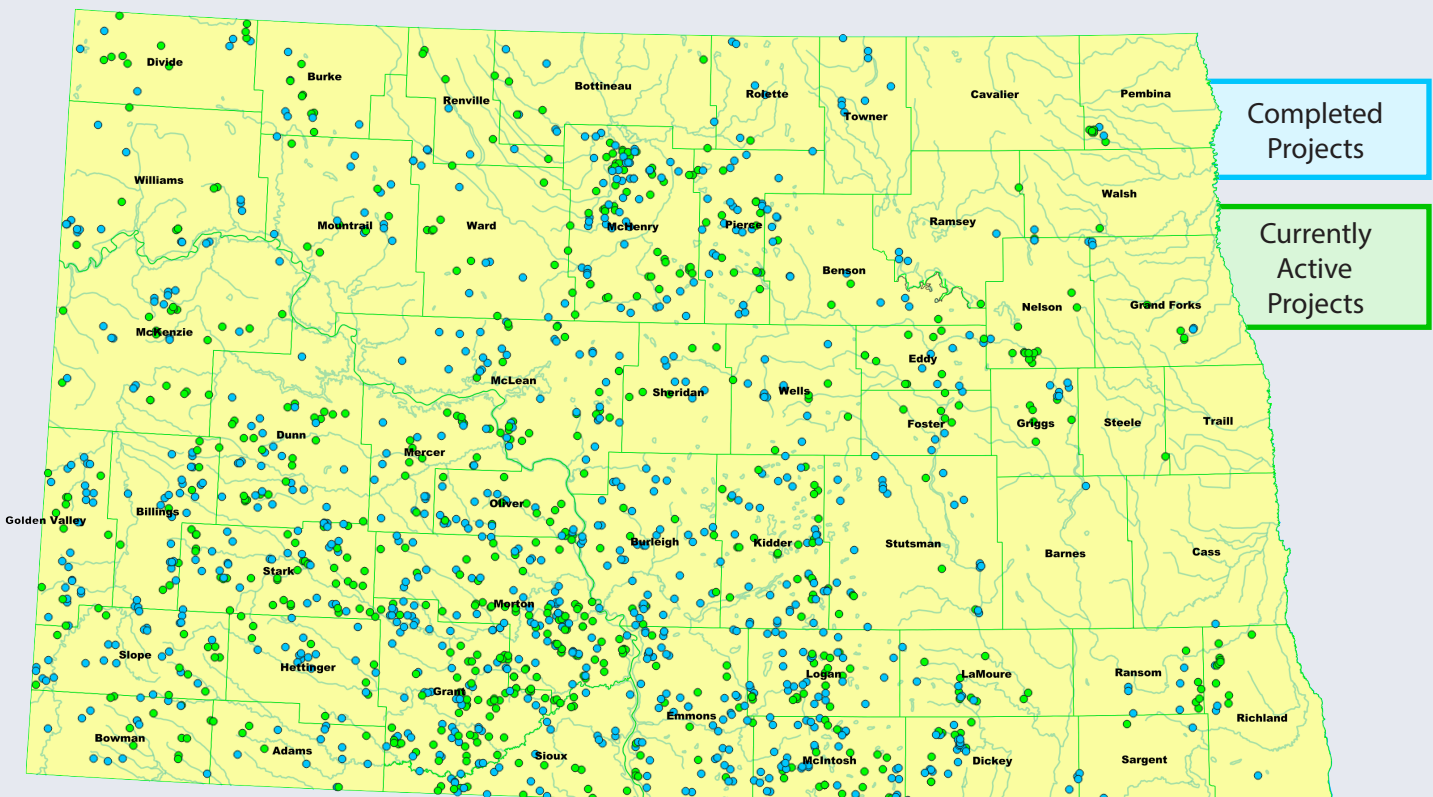 Divide
Burke
Renville
Bottineau
Rolette
Towner
Cavalier
Pembina
Completed
Projects
Williams
Mountrail
Ward
McHenry
Pierce
Benson
Ramsey
Walsh
Currently
Active
Projects
McKenzie
Nelson
Grand Forks
McLean
Sheridan
Wells
Eddy
Dunn
Mercer
Foster
Griggs
Steele
Traill
Golden Valley
Billings
Oliver
Burleigh
Kidder
Stutsman
Barnes
Cass
Stark
Morton
Slope
Hettinger
Grant
Emmons
Logan
LaMoure
Ransom
Richland
Bowman
Adams
Sioux
McIntosh
Dickey
Sargent